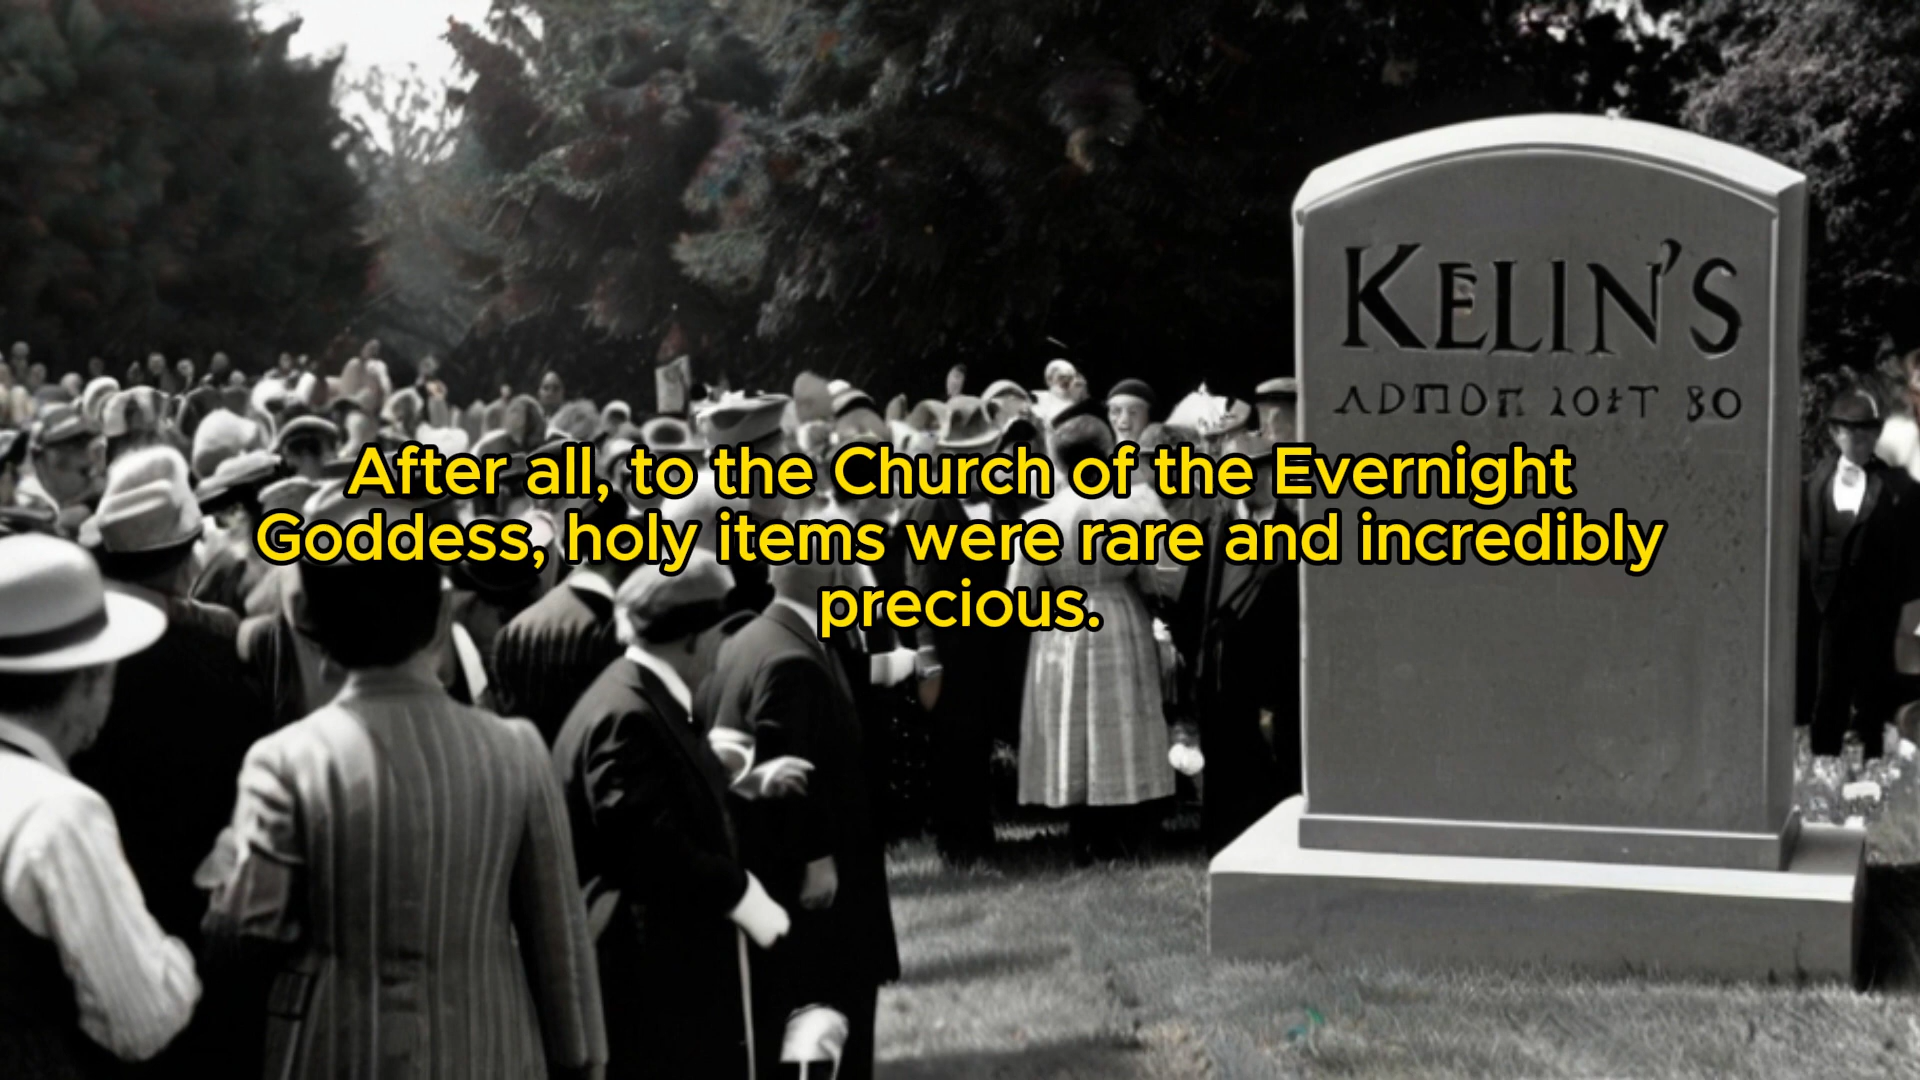 KELIN'S
After all, to the Church of the Evernight
Goddess, holy items were rare and incredibly
precious.